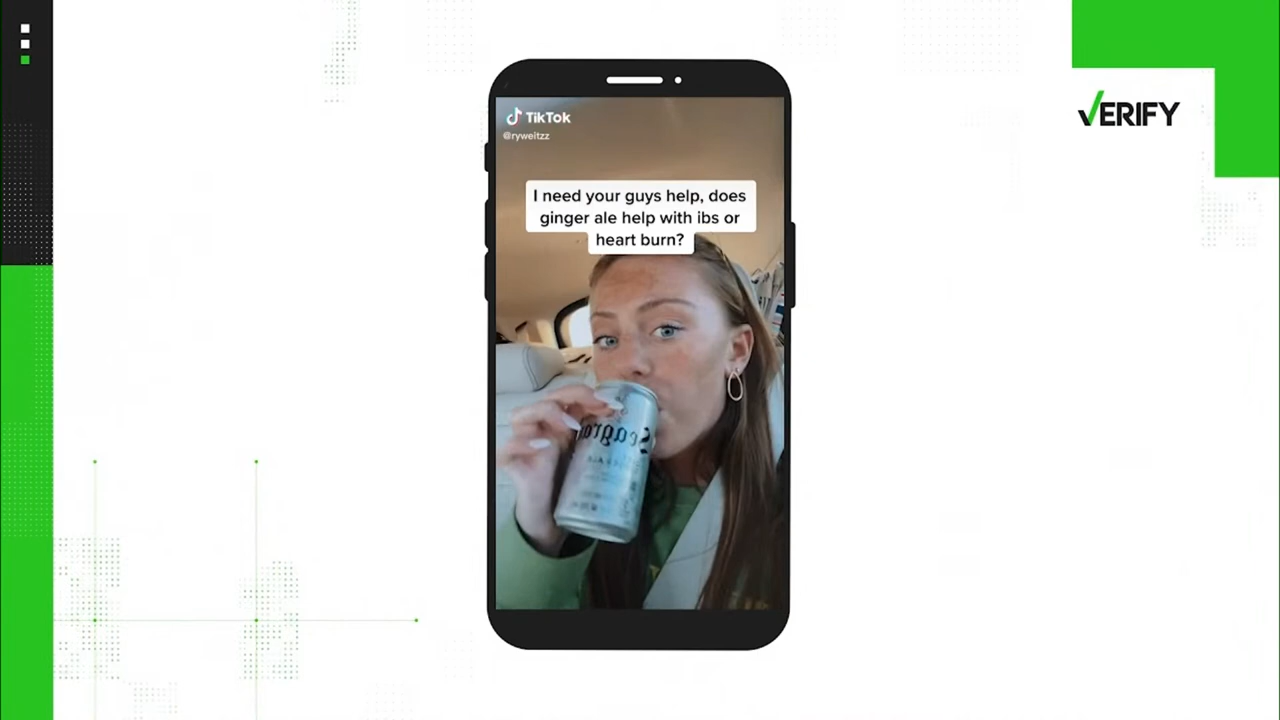 TikTok
@ryweitzz
I need your guys help, does
ginger ale help with ibs or
heart burn?
VERIFY